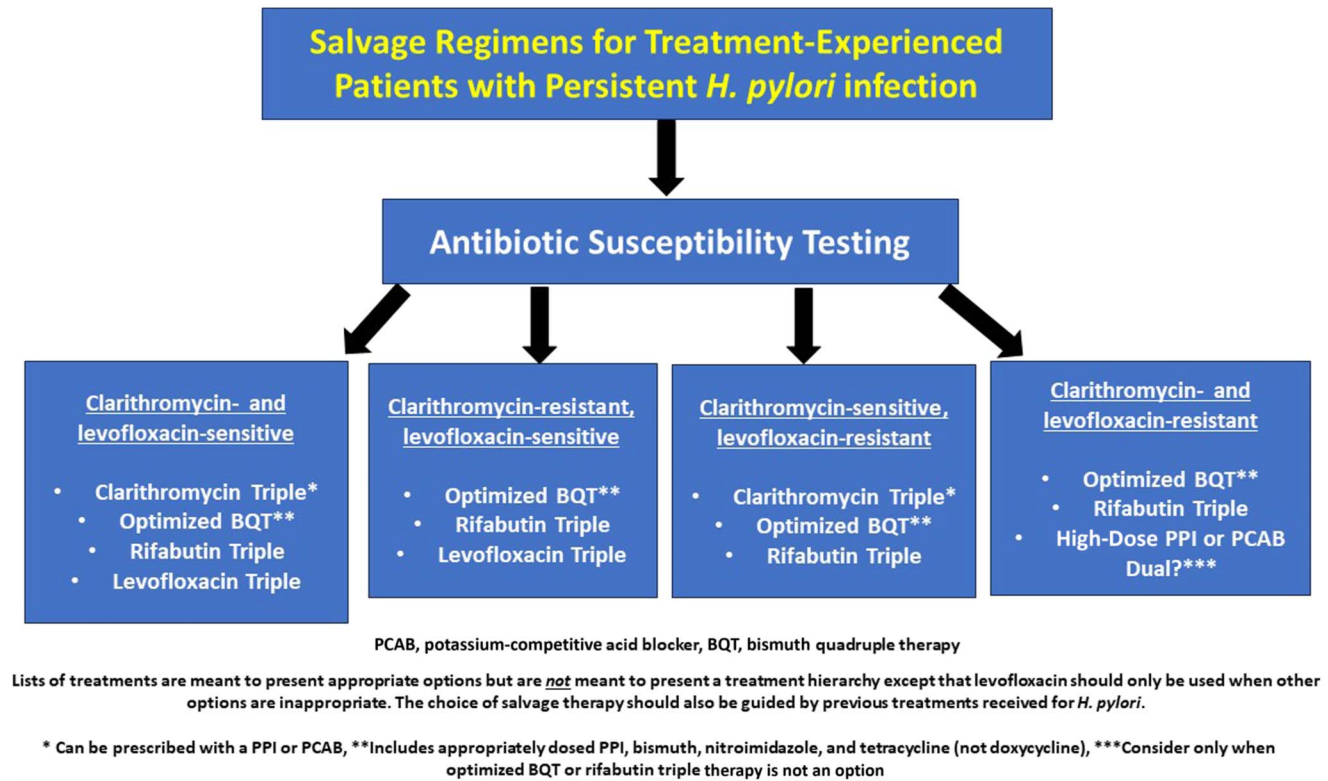 Salvage Regimens for Treatment-Experienced
Patients with Persistent H. pylori infection
Antibiotic Susceptibility Testing
Clarithromycin- and
levofloxacin-sensitive
• Clarithromycin Triple*
• Optimized BQT**
• Rifabutin Triple
• Levofloxacin Triple
Clarithromycin-resistant,
levofloxacin-sensitive
• Optimized BQT**
• Rifabutin Triple
• Levofloxacin Triple
Clarithromycin-sensitive,
levofloxacin-resistant
• Clarithromycin Triple*
• Optimized BQT**
• Rifabutin Triple
Clarithromycin- and
levofloxacin-resistant
• Optimized BQT**
• Rifabutin Triple
• High-Dose PPI or PCAB
Dual?***
PCAB, potassium-competitive acid blocker, BQT, bismuth quadruple therapy
Lists of treatments are meant to present appropriate options but are not meant to present a treatment hierarchy except that levofloxacin should only be used when other
options are inappropriate. The choice of salvage therapy should also be guided by previous treatments received for H. pylori.
* Can be prescribed with a PPI or PCAB, **Includes appropriately dosed PPI, bismuth, nitroimidazole, and tetracycline (not doxycycline), ***Consider only when
optimized BQT or rifabutin triple therapy is not an option